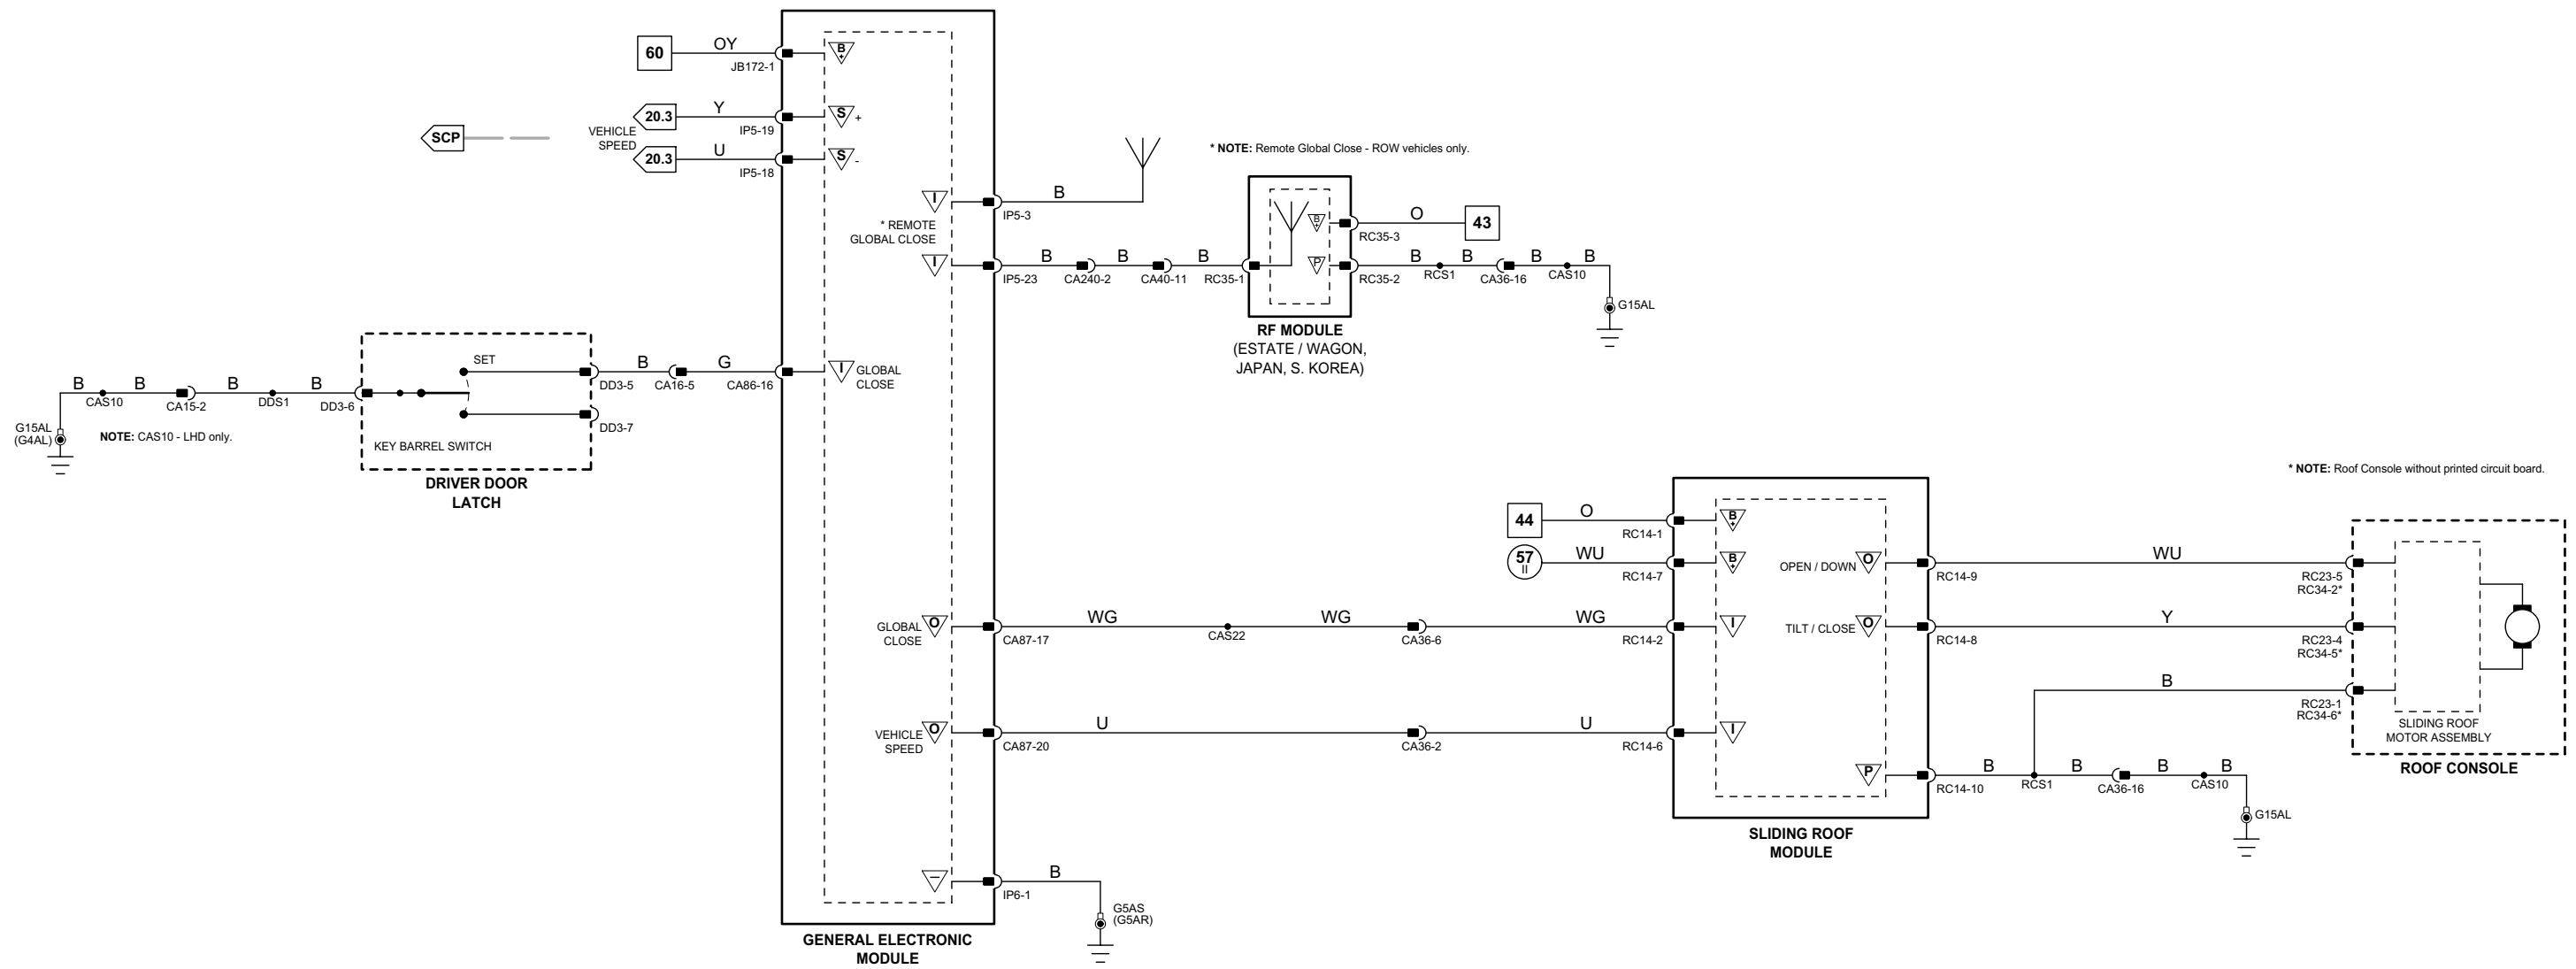 60
OY
JB172-1
B
+
20.3
Y
IP5-19
S
+
VEHICLE
SPEED
20.3
U
IP5-18
S
-
SCP
I
B
IP5-3
* REMOTE
GLOBAL CLOSE
I
IP5-23
B
CA240-2
B
CA40-11
B
RC35-1
* NOTE: Remote Global Close - ROW vehicles only.
B
+
RC35-3
O
43
P
RC35-2
B
RCS1
B
CA36-16
B
CAS10
B
G15AL
RF MODULE
(ESTATE / WAGON,
JAPAN, S. KOREA)
B
CAS10
B
CA15-2
B
DDS1
B
DD3-6
G15AL
(G4AL)
NOTE: CAS10 - LHD only.
SET
KEY BARREL SWITCH
DD3-5
DD3-7
DRIVER DOOR
LATCH
B
CA16-5
G
CA86-16
I
GLOBAL
CLOSE
GLOBAL
CLOSE
O
CA87-17
WG
CAS22
WG
CA36-6
WG
RC14-2
I
VEHICLE
SPEED
O
CA87-20
U
CA36-2
U
RC14-6
I
IP6-1
B
G5AS
(G5AR)
GENERAL ELECTRONIC
MODULE
44
O
RC14-1
B
+
57
II
WU
RC14-7
B
+
OPEN / DOWN
O
RC14-9
WU
RC23-5
RC34-2*
TILT / CLOSE
O
RC14-8
Y
RC23-4
RC34-5*
B
RC23-1
RC34-6*
P
RC14-10
B
RCS1
B
CA36-16
B
CAS10
B
G15AL
SLIDING ROOF
MODULE
* NOTE: Roof Console without printed circuit board.
SLIDING ROOF
MOTOR ASSEMBLY
ROOF CONSOLE